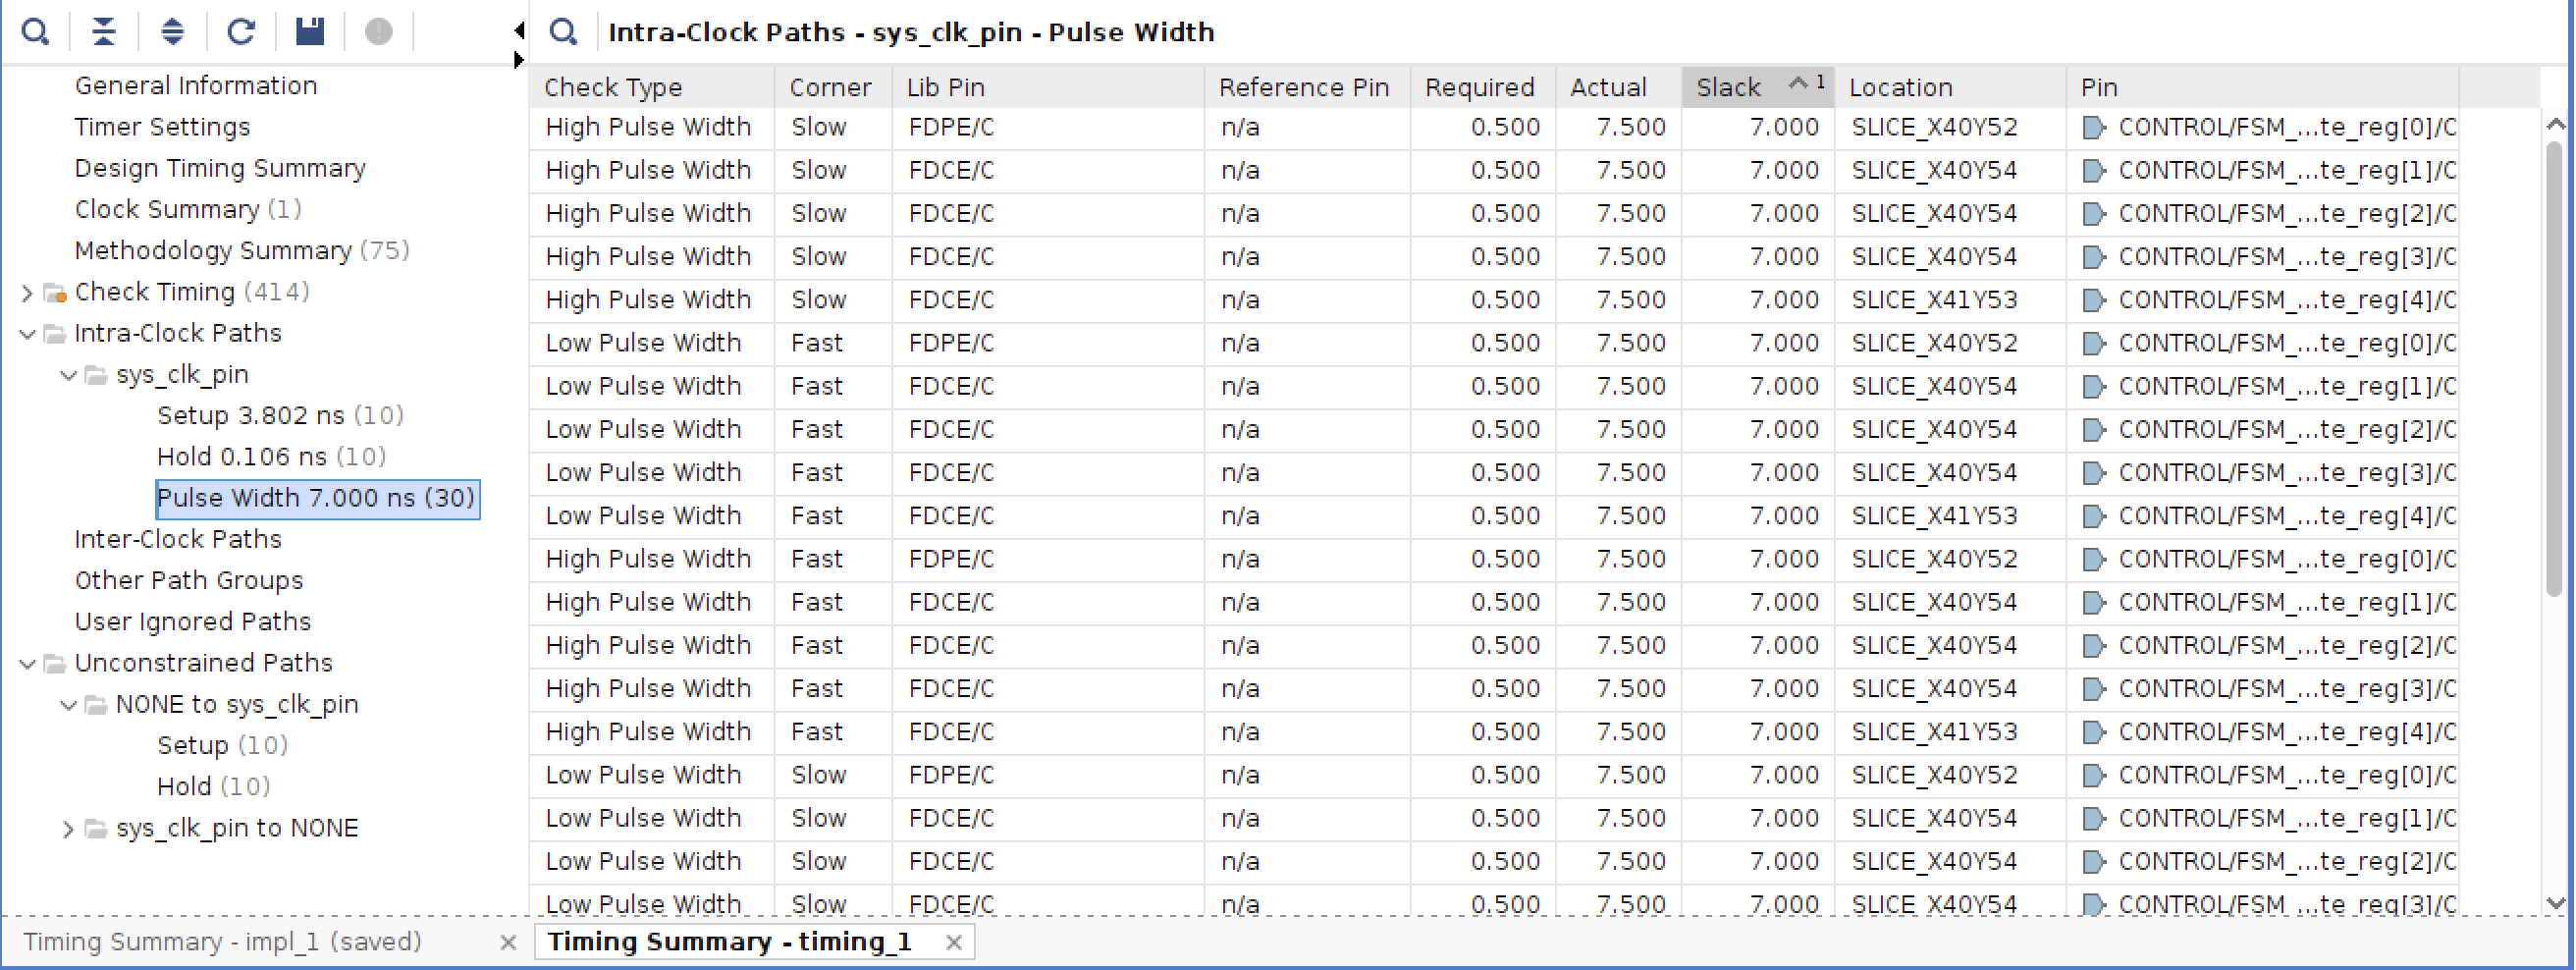 Intra-Clock Paths - sys_clk_pin - Pulse Width
General Information
Timer Settings
Design Timing Summary
Clock Summary (1)
Methodology Summary (75)
Check Timing (414)
Intra-Clock Paths
sys_clk_pin
Setup 3.802 ns (10)
Hold 0.106 ns (10)
Pulse Width 7.000 ns (30)
Inter-Clock Paths
Other Path Groups
User Ignored Paths
Unconstrained Paths
NONE to sys_clk_pin
Setup (10)
Hold (10)
sys_clk_pin to NONE
Check Type Corner Lib Pin Reference Pin Required Actual Slack 1 Location Pin
High Pulse Width Slow FDPE/C n/a 0.500 7.500 7.000 SLICE_X40Y52 CONTROL/FSM_...te_reg[0]/C
High Pulse Width Slow FDCE/C n/a 0.500 7.500 7.000 SLICE_X40Y54 CONTROL/FSM_...te_reg[1]/C
High Pulse Width Slow FDCE/C n/a 0.500 7.500 7.000 SLICE_X40Y54 CONTROL/FSM_...te_reg[2]/C
High Pulse Width Slow FDCE/C n/a 0.500 7.500 7.000 SLICE_X40Y54 CONTROL/FSM_...te_reg[3]/C
High Pulse Width Slow FDCE/C n/a 0.500 7.500 7.000 SLICE_X41Y53 CONTROL/FSM_...te_reg[4]/C
Low Pulse Width Fast FDPE/C n/a 0.500 7.500 7.000 SLICE_X40Y52 CONTROL/FSM_...te_reg[0]/C
Low Pulse Width Fast FDCE/C n/a 0.500 7.500 7.000 SLICE_X40Y54 CONTROL/FSM_...te_reg[1]/C
Low Pulse Width Fast FDCE/C n/a 0.500 7.500 7.000 SLICE_X40Y54 CONTROL/FSM_...te_reg[2]/C
Low Pulse Width Fast FDCE/C n/a 0.500 7.500 7.000 SLICE_X40Y54 CONTROL/FSM_...te_reg[3]/C
Low Pulse Width Fast FDCE/C n/a 0.500 7.500 7.000 SLICE_X41Y53 CONTROL/FSM_...te_reg[4]/C
High Pulse Width Fast FDPE/C n/a 0.500 7.500 7.000 SLICE_X40Y52 CONTROL/FSM_...te_reg[0]/C
High Pulse Width Fast FDCE/C n/a 0.500 7.500 7.000 SLICE_X40Y54 CONTROL/FSM_...te_reg[1]/C
High Pulse Width Fast FDCE/C n/a 0.500 7.500 7.000 SLICE_X40Y54 CONTROL/FSM_...te_reg[2]/C
High Pulse Width Fast FDCE/C n/a 0.500 7.500 7.000 SLICE_X40Y54 CONTROL/FSM_...te_reg[3]/C
High Pulse Width Fast FDCE/C n/a 0.500 7.500 7.000 SLICE_X41Y53 CONTROL/FSM_...te_reg[4]/C
Low Pulse Width Slow FDPE/C n/a 0.500 7.500 7.000 SLICE_X40Y52 CONTROL/FSM_...te_reg[0]/C
Low Pulse Width Slow FDCE/C n/a 0.500 7.500 7.000 SLICE_X40Y54 CONTROL/FSM_...te_reg[1]/C
Low Pulse Width Slow FDCE/C n/a 0.500 7.500 7.000 SLICE_X40Y54 CONTROL/FSM_...te_reg[2]/C
Low Pulse Width Slow FDCE/C n/a 0.500 7.500 7.000 SLICE_X40Y54 CONTROL/FSM_...te_reg[3]/C
Timing Summary - impl_1 (saved)
Timing Summary - timing_1